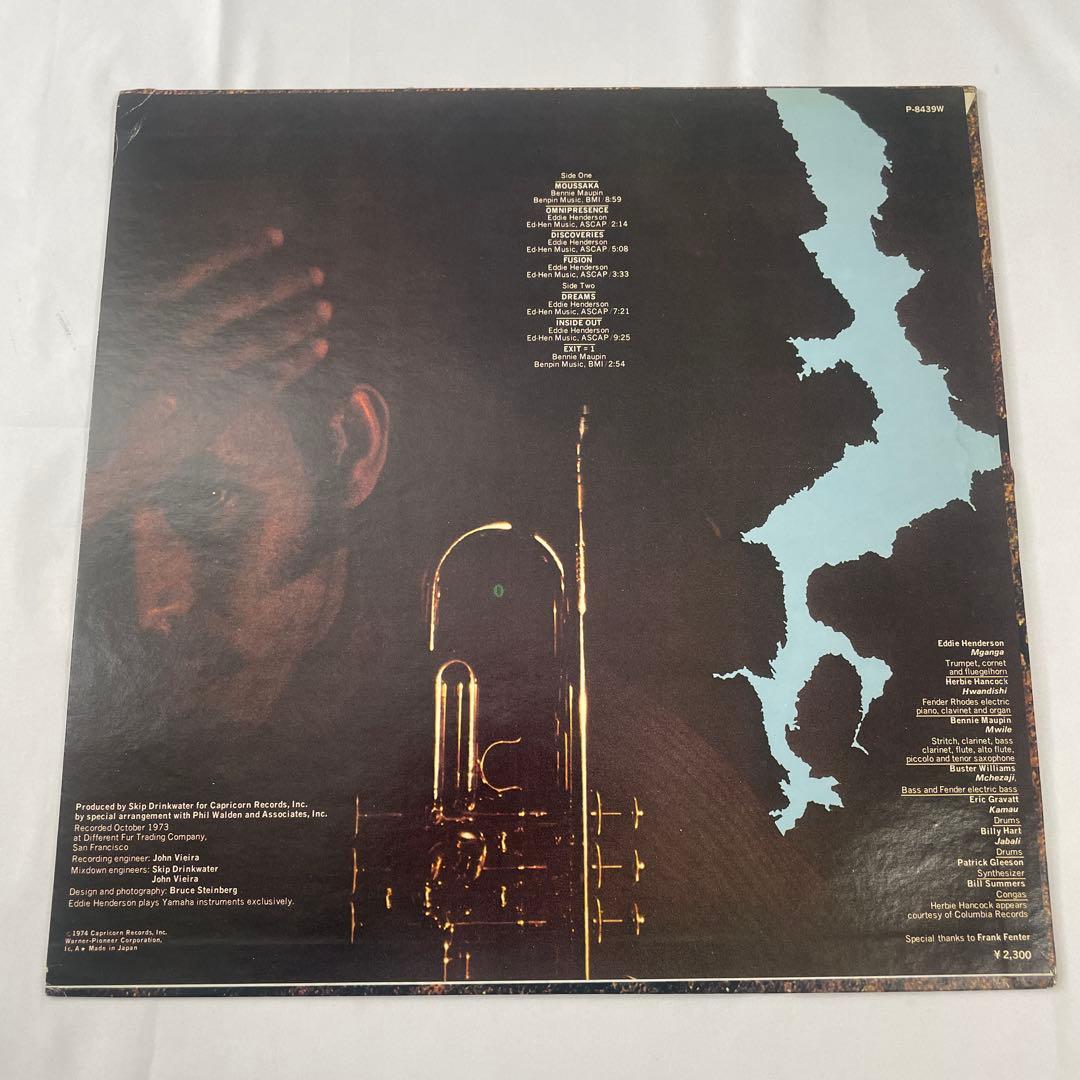 P-8439W
Side One
MOUSSAKA
Bennie Maupin
Benpin Music, BMI/8:59
OMNIPRESENCE
Eddie Henderson
Ed-Hen Music, ASCAP/2:14
DISCOVERIES
Eddie Henderson
Ed-Hen Music, ASCAP/5:08
FUSION
Eddie Henderson
Ed-Hen Music, ASCAP/3:33
Side Two
DREAMS
Eddie Henderson
Ed-Hen Music, ASCAP/7:21
INSIDE OUT
Eddie Henderson
Ed-Hen Music, ASCAP/9:25
EXIT = 1
Bennie Maupin
Benpin Music, BMI/2:54
Eddie Henderson
Mganga
Trumpet, cornet
and fluegelhorn
Herbie Hancock
Hwandishi
Fender Rhodes electric
piano, clavinet and organ
Bennie Maupin
Mwile
Stritch, clarinet, bass
clarinet, flute, alto flute,
piccolo and tenor saxophone
Buster Williams
Mchezaji,
Bass and Fender electric bass
Eric Gravatt
Kamau
Drums
Billy Hart
Jabali
Drums
Patrick Gleeson
Synthesizer
Bill Summers
Congas
Herbie Hancock appears
courtesy of Columbia Records
Special thanks to Frank Fenter
¥2,300
Produced by Skip Drinkwater for Capricorn Records, Inc.
by special arrangement with Phil Walden and Associates, Inc.
Recorded October 1973
at Different Fur Trading Company,
San Francisco
Recording engineer: John Vieira
Mixdown engineers: Skip Drinkwater
John Vieira
Design and photography: Bruce Steinberg
Eddie Henderson plays Yamaha instruments exclusively.
©1974 Capricorn Records, Inc.
Warner-Pioneer Corporation,
Made in Japan